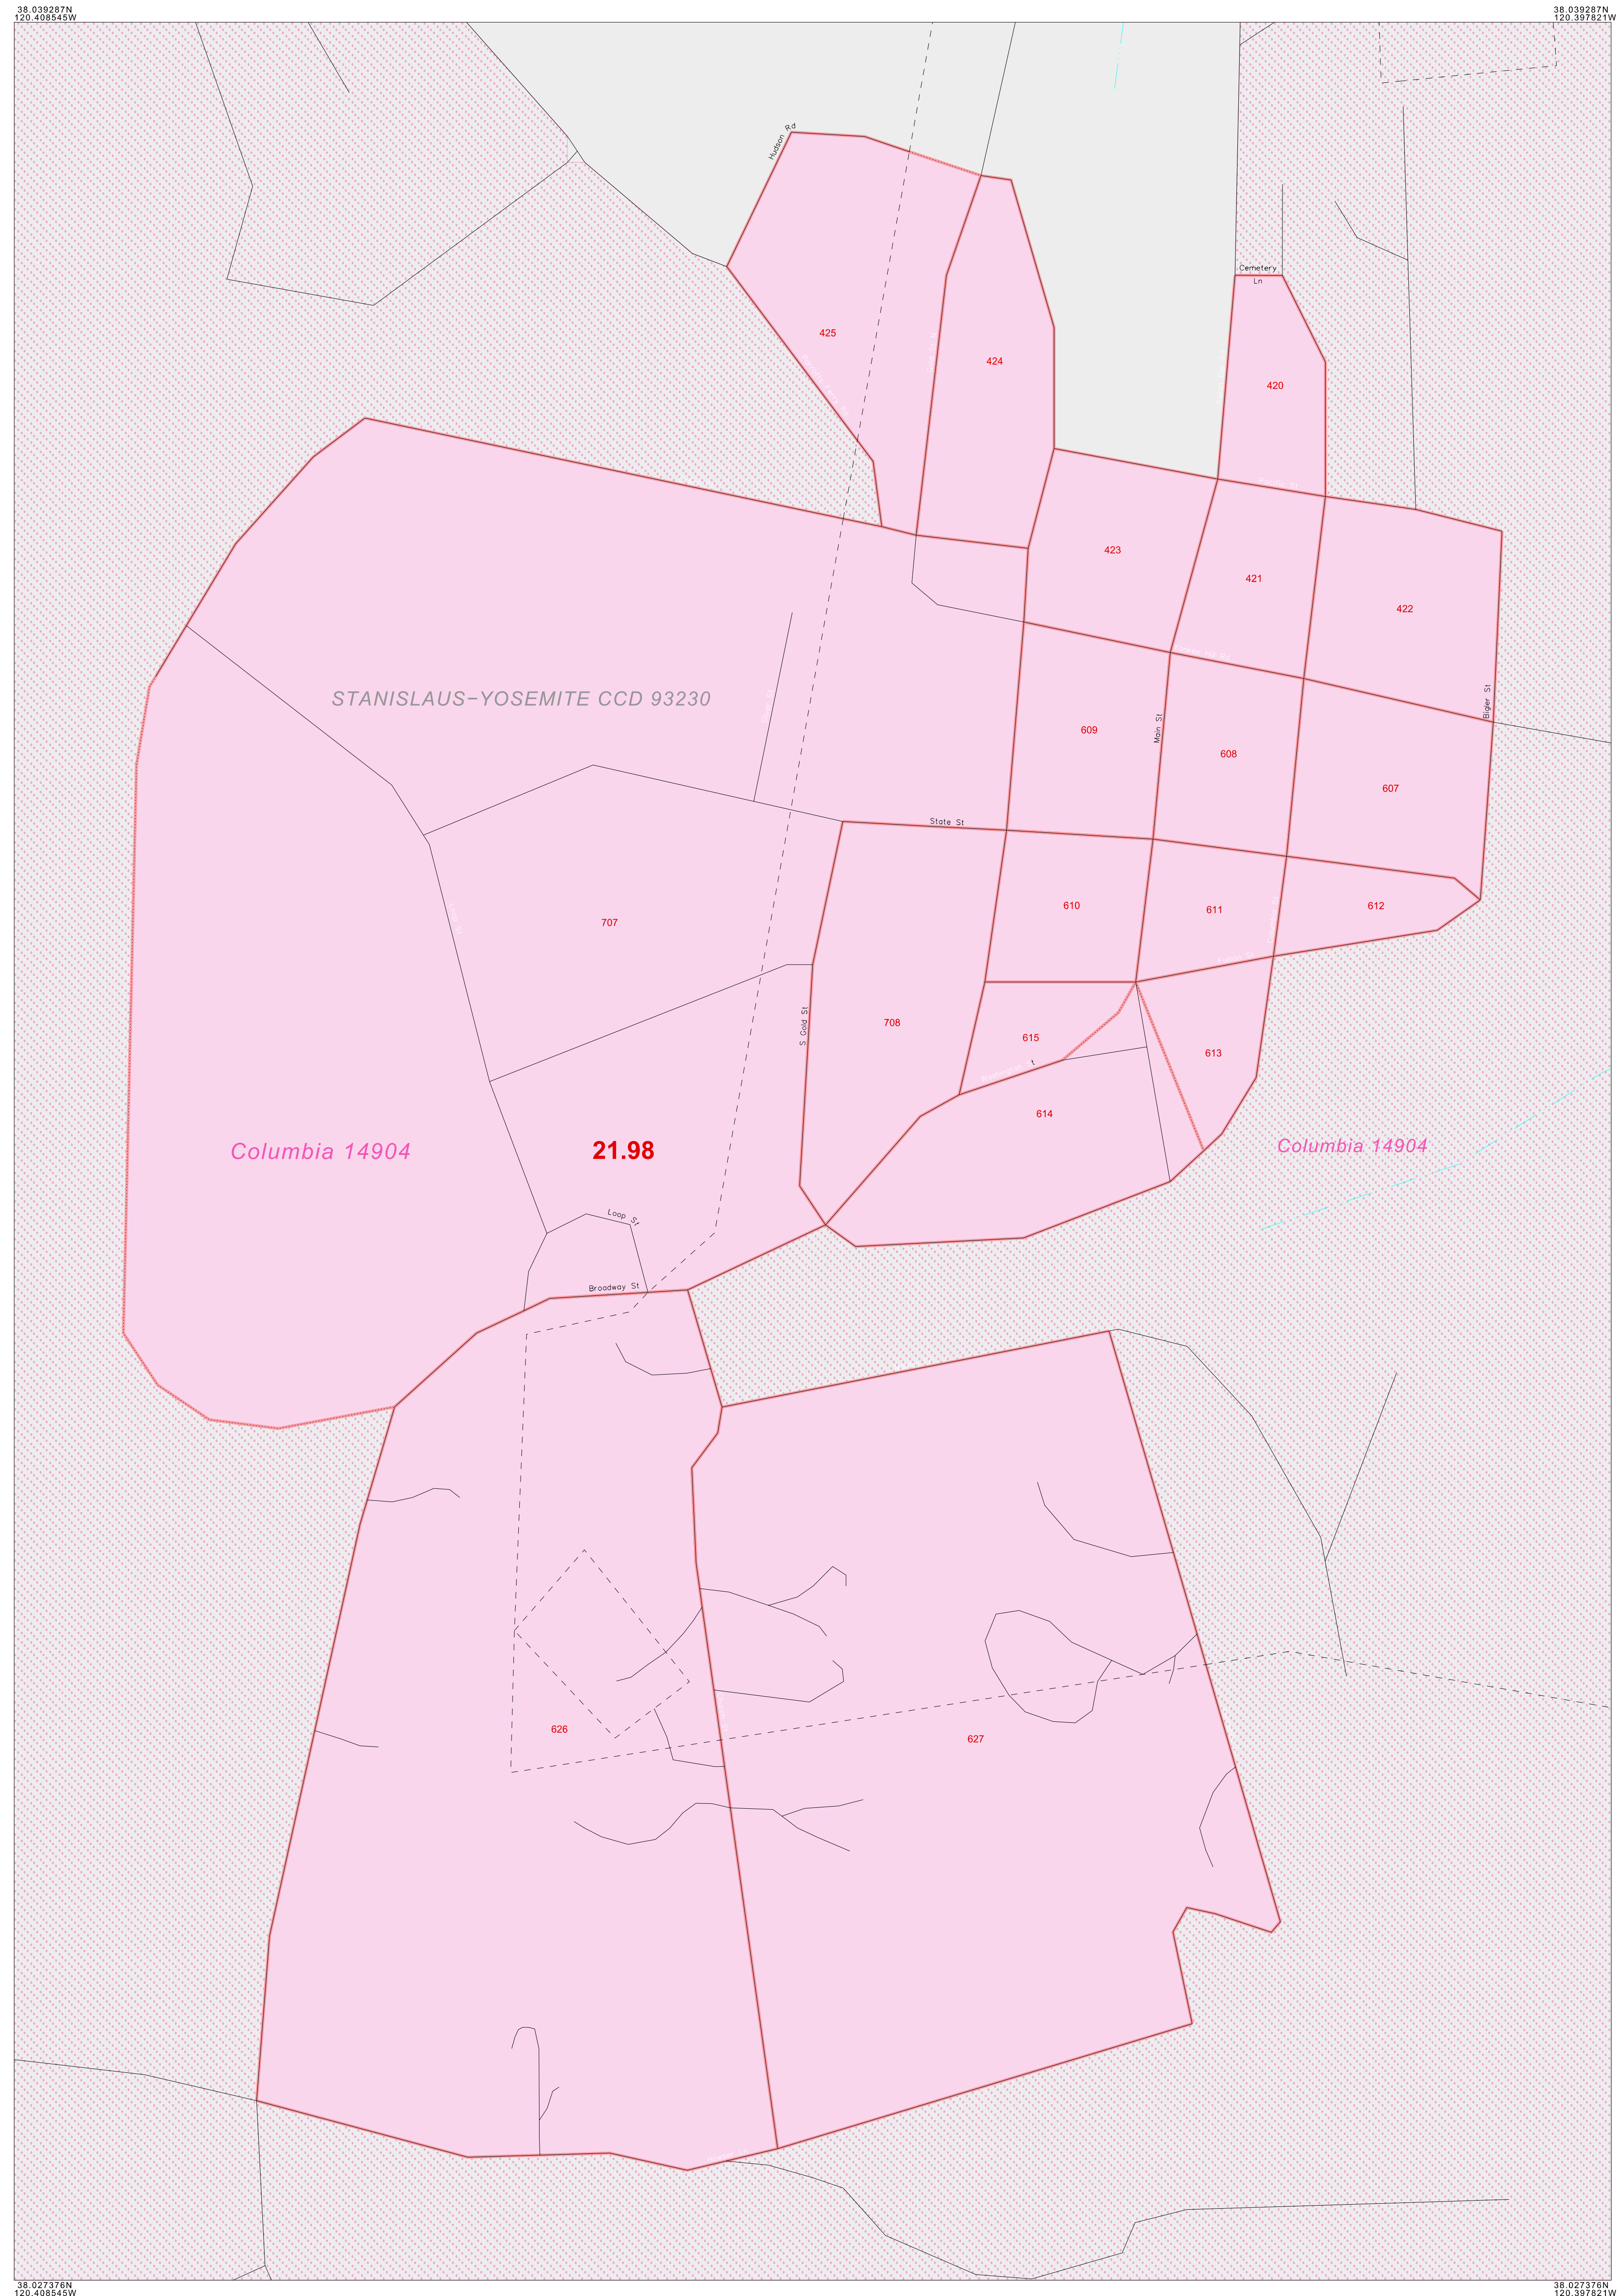 38.039287N
120.408545W
38.039287N
120.397821W
Hudson Rd
Cemetery
Ln
425
424
420
423
421
422
STANISLAUS-YOSEMITE CCD 93230
Main St
Bigler St
609
608
607
State St
707
610
611
612
S Gold St
708
615
613
614
Columbia 14904
21.98
Columbia 14904
Loop St
Broadway St
626
627
38.027376N
120.408545W
38.027376N
120.397821W